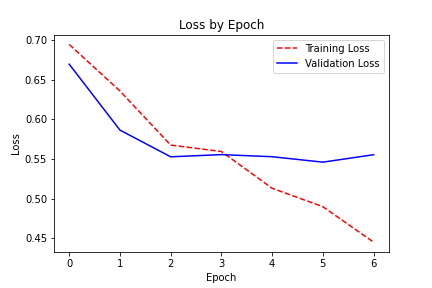 Loss by Epoch
Training Loss
Validation Loss
Loss
0.70
0.65
0.60
0.55
0.50
0.45
0 1 2 3 4 5 6
Epoch